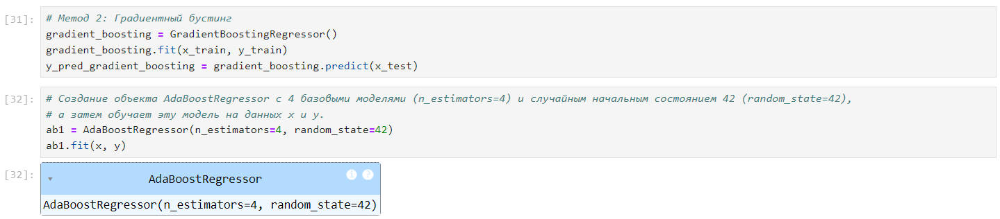 [31]:
# Метод 2: Градиентный бустинг
gradient_boosting = GradientBoostingRegressor()
gradient_boosting.fit(x_train, y_train)
y_pred_gradient_boosting = gradient_boosting.predict(x_test)
[32]:
# Создание объекта AdaBoostRegressor с 4 базовыми моделями (n_estimators=4) и случайным начальным состоянием 42 (random_state=42),
# а затем обучает эту модель на данных x и y.
ab1 = AdaBoostRegressor(n_estimators=4, random_state=42)
ab1.fit(x, y)
[32]:
▾ AdaBoostRegressor i ?
AdaBoostRegressor(n_estimators=4, random_state=42)